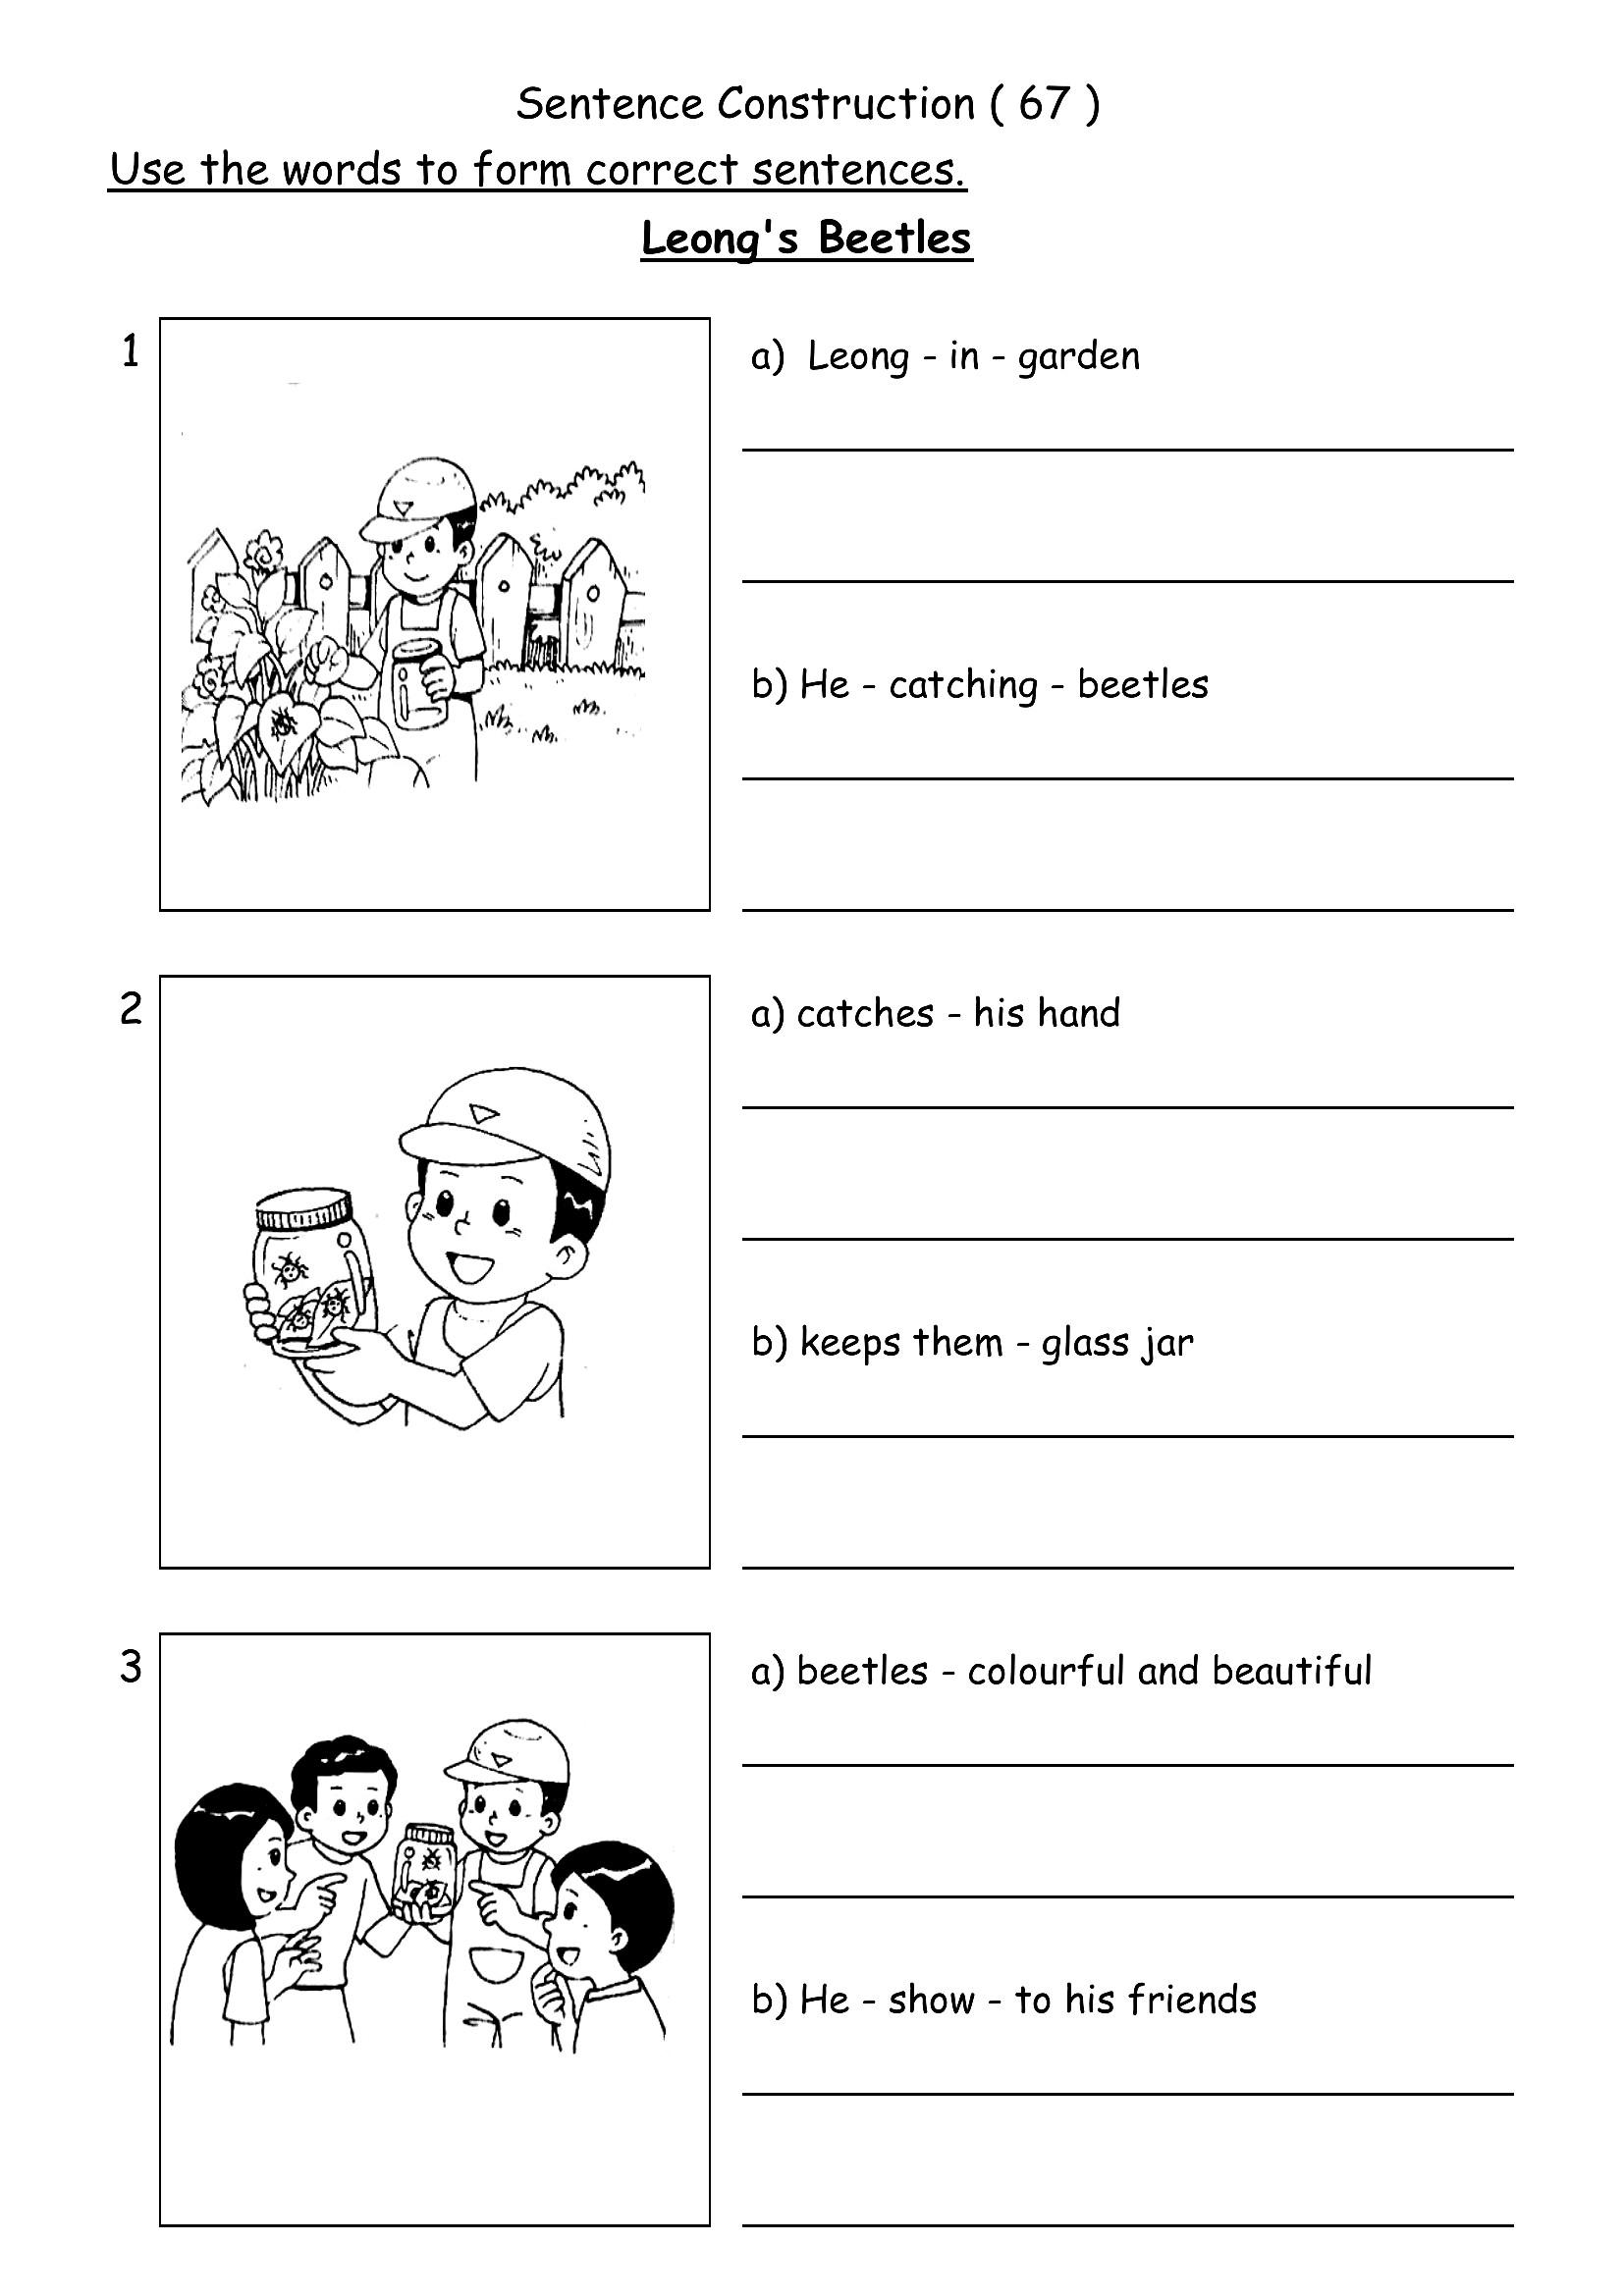 Sentence Construction ( 67 )
Use the words to form correct sentences.
Leong's Beetles
1
a) Leong - in - garden
b) He - catching - beetles
2
a) catches - his hand
b) keeps them - glass jar
3
a) beetles - colourful and beautiful
b) He - show - to his friends